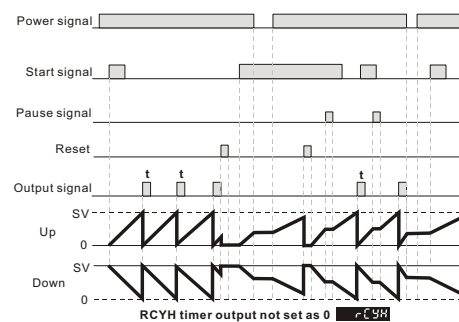 Power signal
Start signal
Pause signal
Reset
t t t
Output signal
SV
Up
0
SV
Down
0
RCYH timer output not set as 0 rCYH